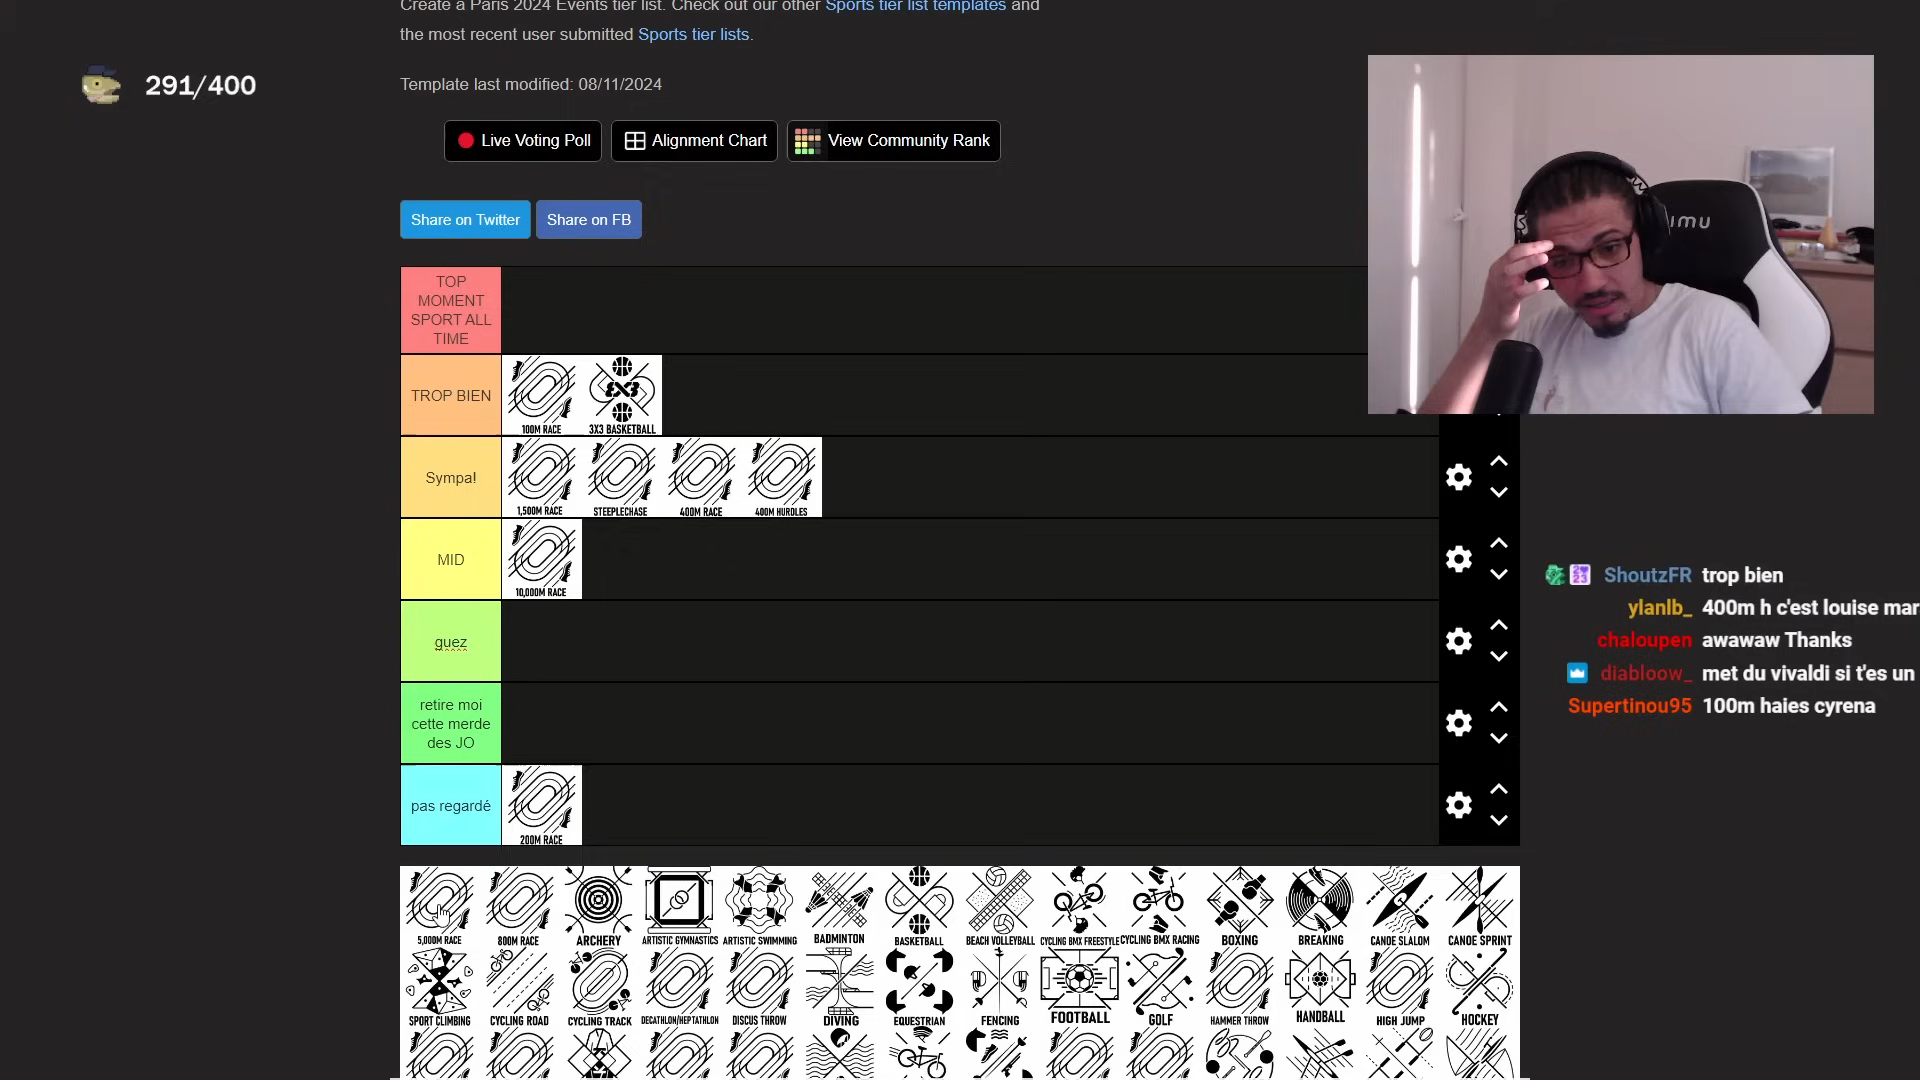 Create a Paris 2024 Events tier list. Check out our other Sports tier list templates and
the most recent user submitted Sports tier lists.
291/400
Template last modified: 08/11/2024
Live Voting Poll
Alignment Chart
View Community Rank
Share on Twitter
Share on FB
TOP
MOMENT
SPORT ALL
TIME
TROP BIEN
100M RACE
3X3
3X3 BASKETBALL
Sympa!
1,500M RACE
STEEPLECHASE
400M RACE
400M HURDLES
MID
10,000M RACE
guez
retire moi
cette merde
des JO
pas regardé
200M RACE
ShoutzFR trop bien
ylanlb_ 400m h c'est louise mar
chaloupen awawaw Thanks
diabloow_ met du vivaldi si t'es un
Supertinou95 100m haies cyrena
5,000M RACE
800M RACE
ARCHERY
ARTISTIC GYMNASTICS
ARTISTIC SWIMMING
BADMINTON
BASKETBALL
BEACH VOLLEYBALL
CYCLING BMX FREESTYLE
CYCLING BMX RACING
BOXING
BREAKING
CANOE SLALOM
CANOE SPRINT
SPORT CLIMBING
CYCLING ROAD
CYCLING TRACK
DECATHLON/HEPTATHLON
DISCUS THROW
DIVING
EQUESTRIAN
FENCING
FOOTBALL
GOLF
HAMMER THROW
HANDBALL
HIGH JUMP
HOCKEY